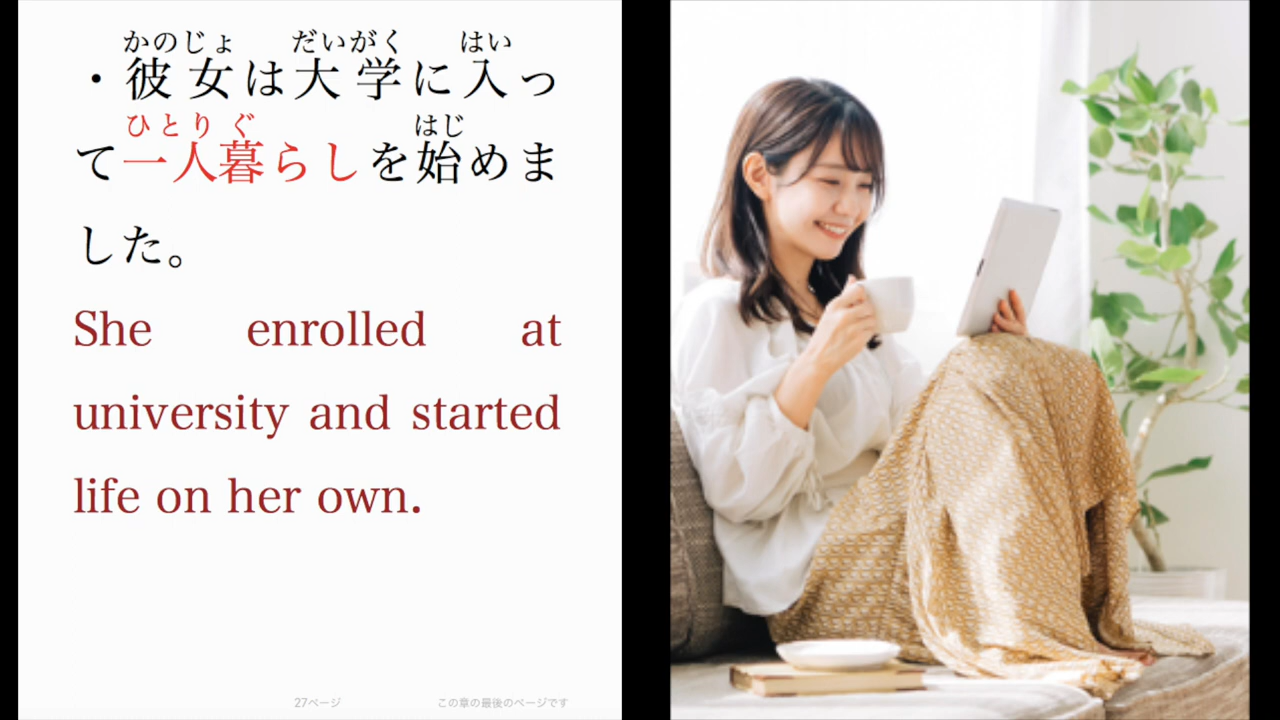 かのじょ だいがく はい
・彼女は大学に入っ
ひとりぐ はじ
て一人暮らしを始めま
した。
She enrolled at
university and started
life on her own.
27ページ この章の最後のページです